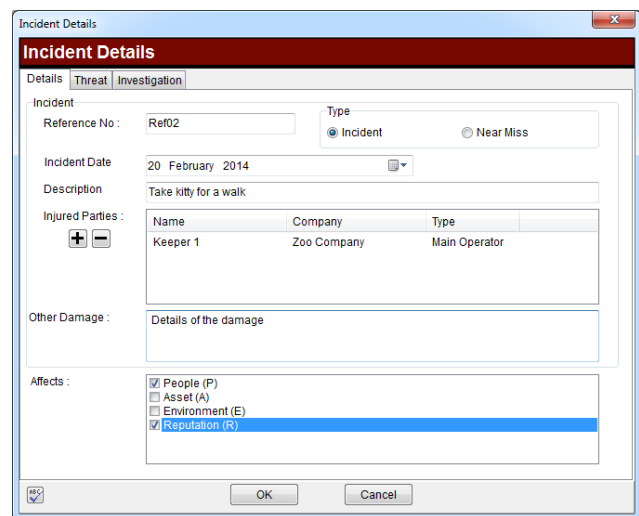 Incident Details
Incident Details
Details Threat Investigation
Incident
Reference No : Ref02
Type
Incident Near Miss
Incident Date 20 February 2014
Description Take kitty for a walk
Injured Parties :
Name Company Type
Keeper 1 Zoo Company Main Operator
Other Damage : Details of the damage
Affects :
People (P)
Asset (A)
Environment (E)
Reputation (R)
ABC
OK Cancel